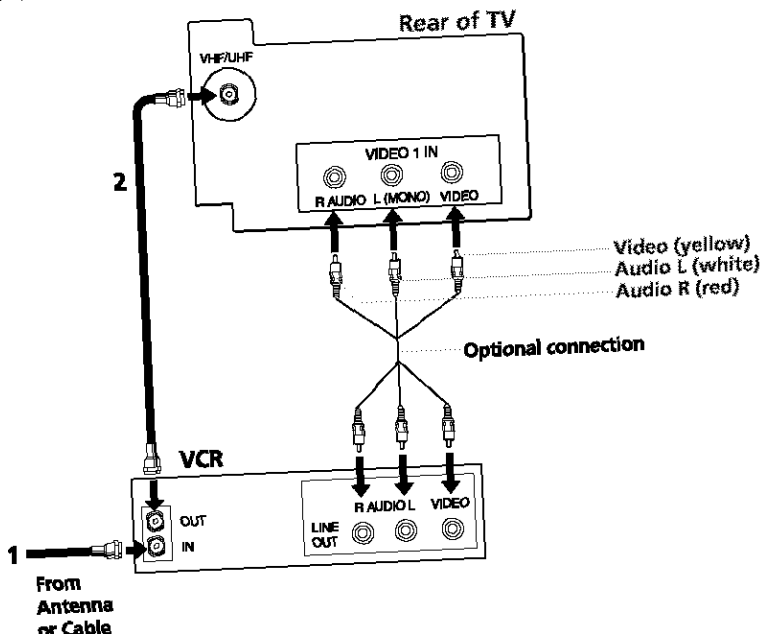 Rear of TV
VHF/UHF
VIDEO 1 IN
R AUDIO L (MONO) VIDEO
2
Video (yellow)
Audio L (white)
Audio R (red)
Optional connection
VCR
R AUDIO L VIDEO
OUT
LINE OUT
IN
1
From
Antenna
or Cable